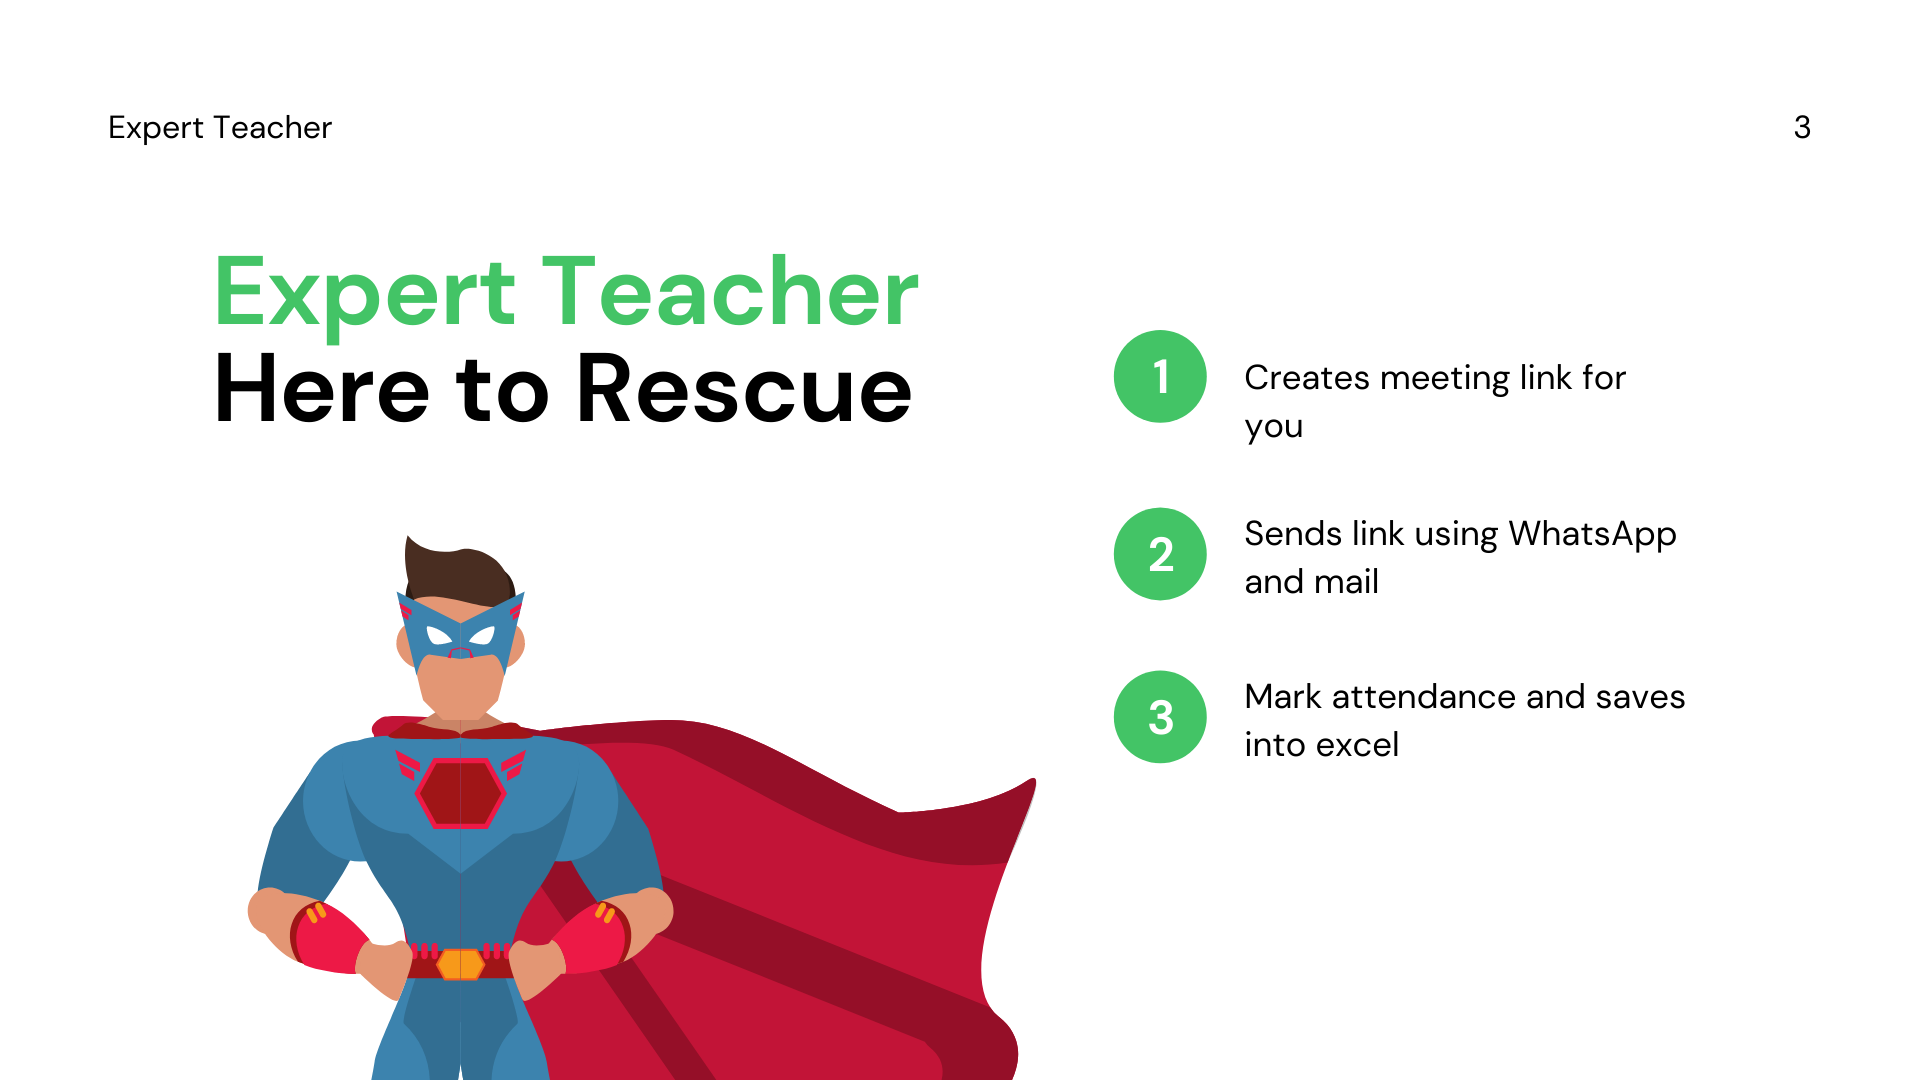 Expert Teacher
3
Expert Teacher
Here to Rescue
1
Creates meeting link for
you
2
Sends link using WhatsApp
and mail
3
Mark attendance and saves
into excel